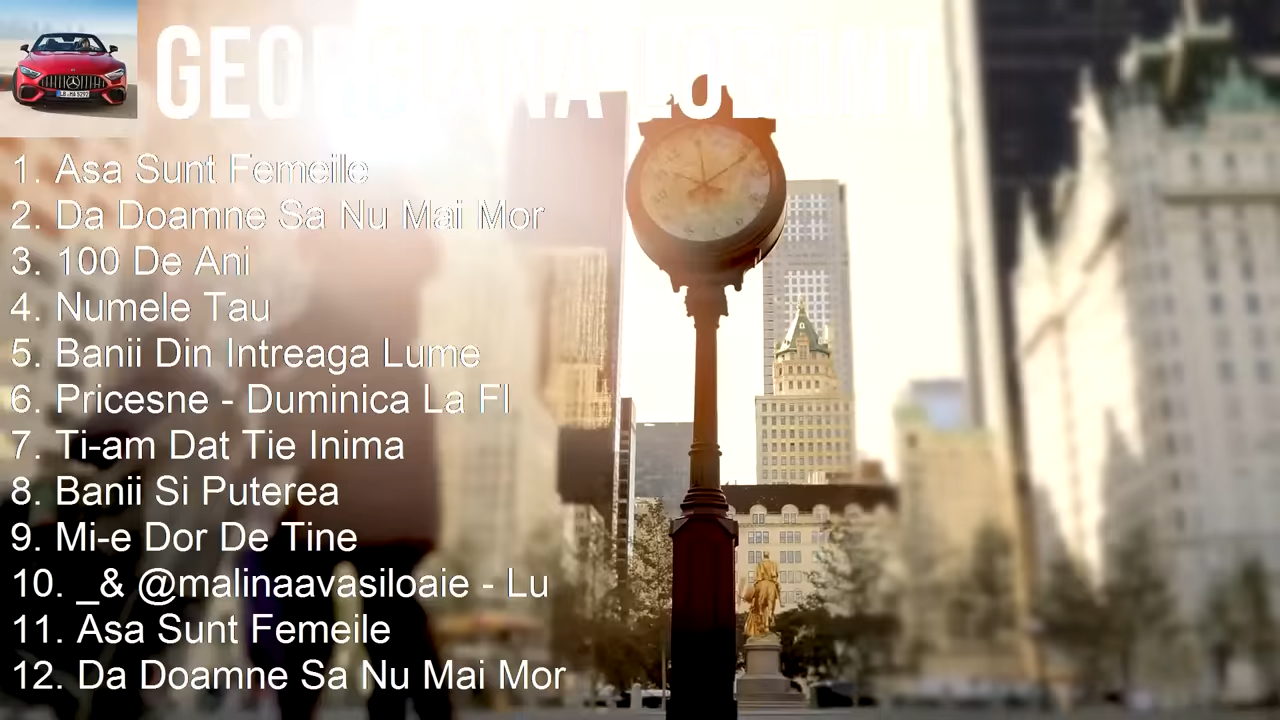 1. Asa Sunt Femeile
2. Da Doamne Sa Nu Mai Mor
3. 100 De Ani
4. Numele Tau
5. Banii Din Intreaga Lume
6. Pricesne - Duminica La Fl
7. Ti-am Dat Tie Inima
8. Banii Si Puterea
9. Mi-e Dor De Tine
10. _& @malinaavasiloaie - Lu
11. Asa Sunt Femeile
12. Da Doamne Sa Nu Mai Mor